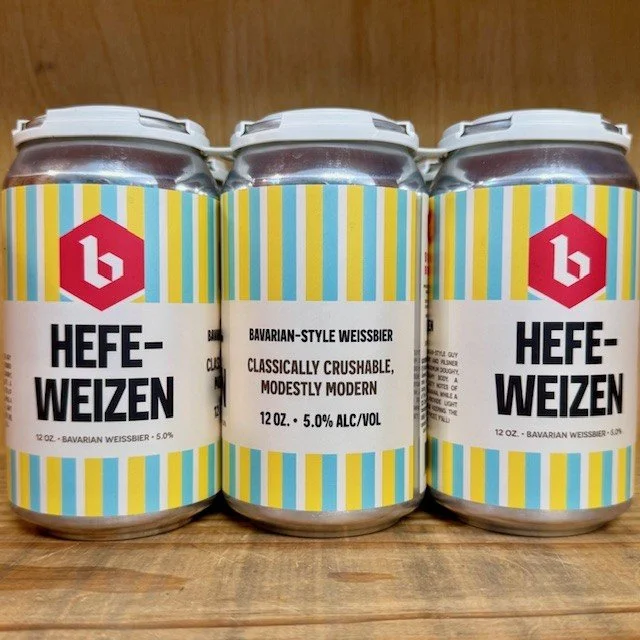 b
HEFE-
WEIZEN
12 OZ. • BAVARIAN WEISSBIER • 5.0%
BAVARIAN-STYLE WEISSBIER
CLASSICALLY CRUSHABLE,
MODESTLY MODERN
12 OZ. • 5.0% ALC/VOL
b
HEFE-
WEIZEN
12 OZ. • BAVARIAN WEISSBIER • 5.0%